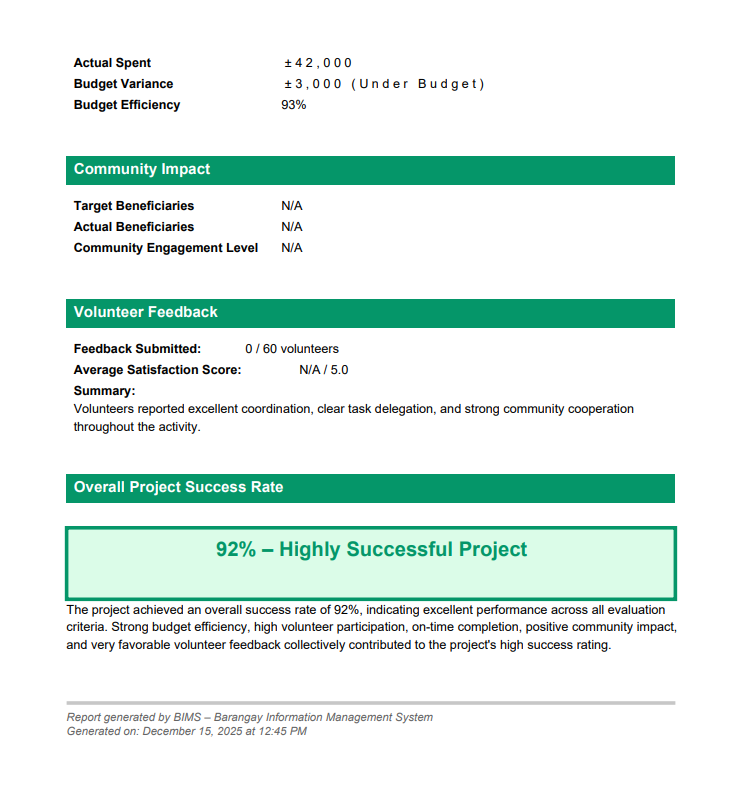 Actual Spent ±42,000
Budget Variance ±3,000 (Under Budget)
Budget Efficiency 93%
Community Impact
Target Beneficiaries N/A
Actual Beneficiaries N/A
Community Engagement Level N/A
Volunteer Feedback
Feedback Submitted: 0 / 60 volunteers
Average Satisfaction Score: N/A / 5.0
Summary:
Volunteers reported excellent coordination, clear task delegation, and strong community cooperation
throughout the activity.
Overall Project Success Rate
92% – Highly Successful Project
The project achieved an overall success rate of 92%, indicating excellent performance across all evaluation
criteria. Strong budget efficiency, high volunteer participation, on-time completion, positive community impact,
and very favorable volunteer feedback collectively contributed to the project's high success rating.
Report generated by BIMS – Barangay Information Management System
Generated on: December 15, 2025 at 12:45 PM